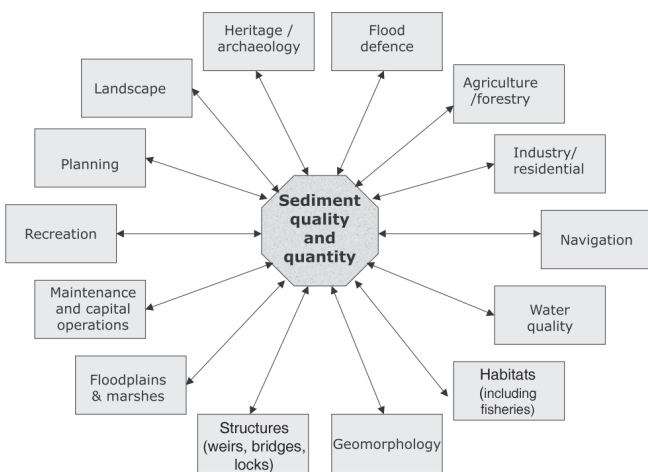 Heritage /
archaeology
Flood
defence
Agriculture
/forestry
Industry/
residential
Navigation
Water
quality
Habitats
(including
fisheries)
Geomorphology
Structures
(weirs, bridges,
locks)
Floodplains
& marshes
Maintenance
and capital
operations
Recreation
Planning
Landscape
Sediment
quality
and
quantity